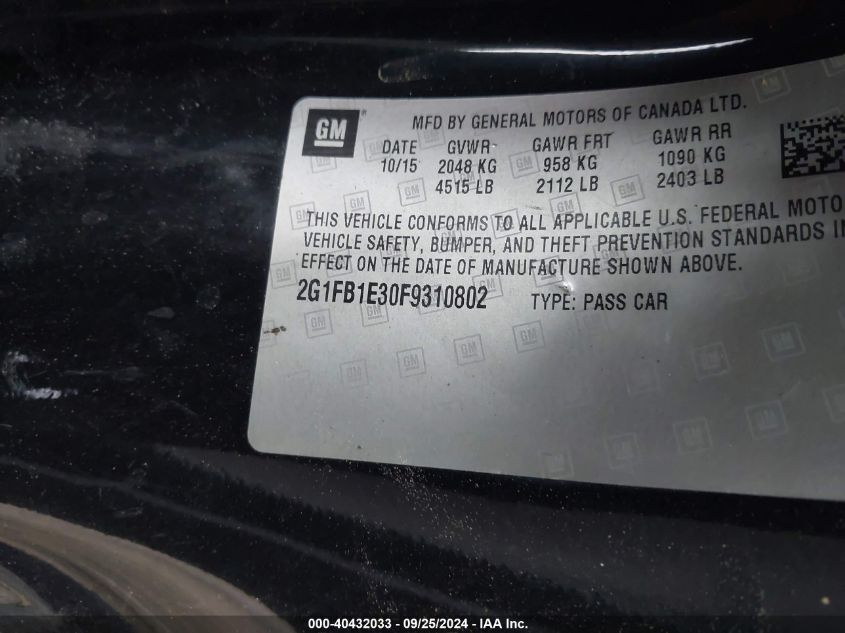 GM
MFD BY GENERAL MOTORS OF CANADA LTD.
DATE GVWR GAWR FRT GAWR RR
10/15 2048 KG 958 KG 1090 KG
4515 LB 2112 LB 2403 LB
THIS VEHICLE CONFORMS TO ALL APPLICABLE U.S. FEDERAL MOTO
VEHICLE SAFETY, BUMPER, AND THEFT PREVENTION STANDARDS IN
EFFECT ON THE DATE OF MANUFACTURE SHOWN ABOVE.
2G1FB1E30F9310802 TYPE: PASS CAR
000-40432033 - 09/25/2024 - IAA Inc.